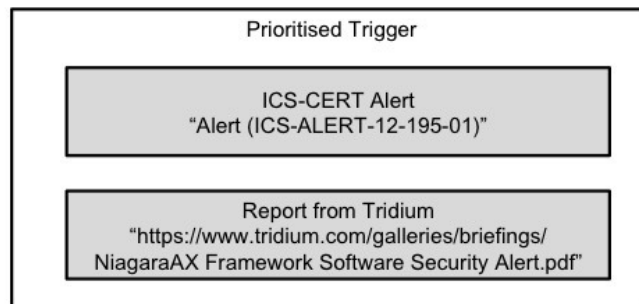 Prioritised Trigger
ICS-CERT Alert
“Alert (ICS-ALERT-12-195-01)”
Report from Tridium
“https://www.tridium.com/galleries/briefings/
NiagaraAX Framework Software Security Alert.pdf”